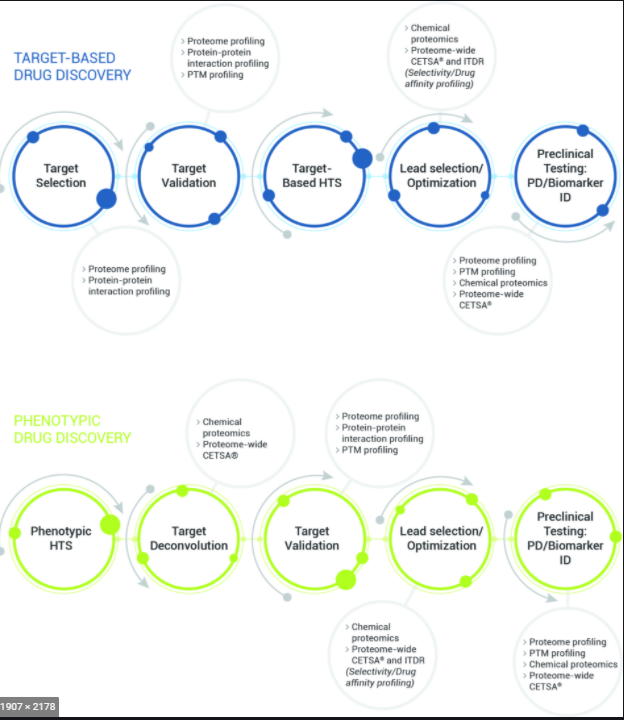 TARGET-BASED
DRUG DISCOVERY
> Proteome profiling
> Protein-protein
interaction profiling
> PTM profiling
> Chemical
proteomics
> Proteome-wide
CETSA® and ITDR
(Selectivity/Drug
affinity profiling)
Target
Selection
Target
Validation
Target-
Based HTS
Lead selection/
Optimization
Preclinical
Testing:
PD/Biomarker
ID
> Proteome profiling
> Protein-protein
interaction profiling
> Proteome profiling
> PTM profiling
> Chemical proteomics
> Proteome-wide
CETSA®
PHENOTYPIC
DRUG DISCOVERY
> Chemical
proteomics
> Proteome-wide
CETSA®
> Proteome profiling
> Protein-protein
interaction profiling
> PTM profiling
Phenotypic
HTS
Target
Deconvolution
Target
Validation
Lead selection/
Optimization
Preclinical
Testing:
PD/Biomarker
ID
> Chemical
proteomics
> Proteome-wide
CETSA® and ITDR
(Selectivity/Drug
affinity profiling)
> Proteome profiling
> PTM profiling
> Chemical proteomics
> Proteome-wide
CETSA®
1907 × 2178